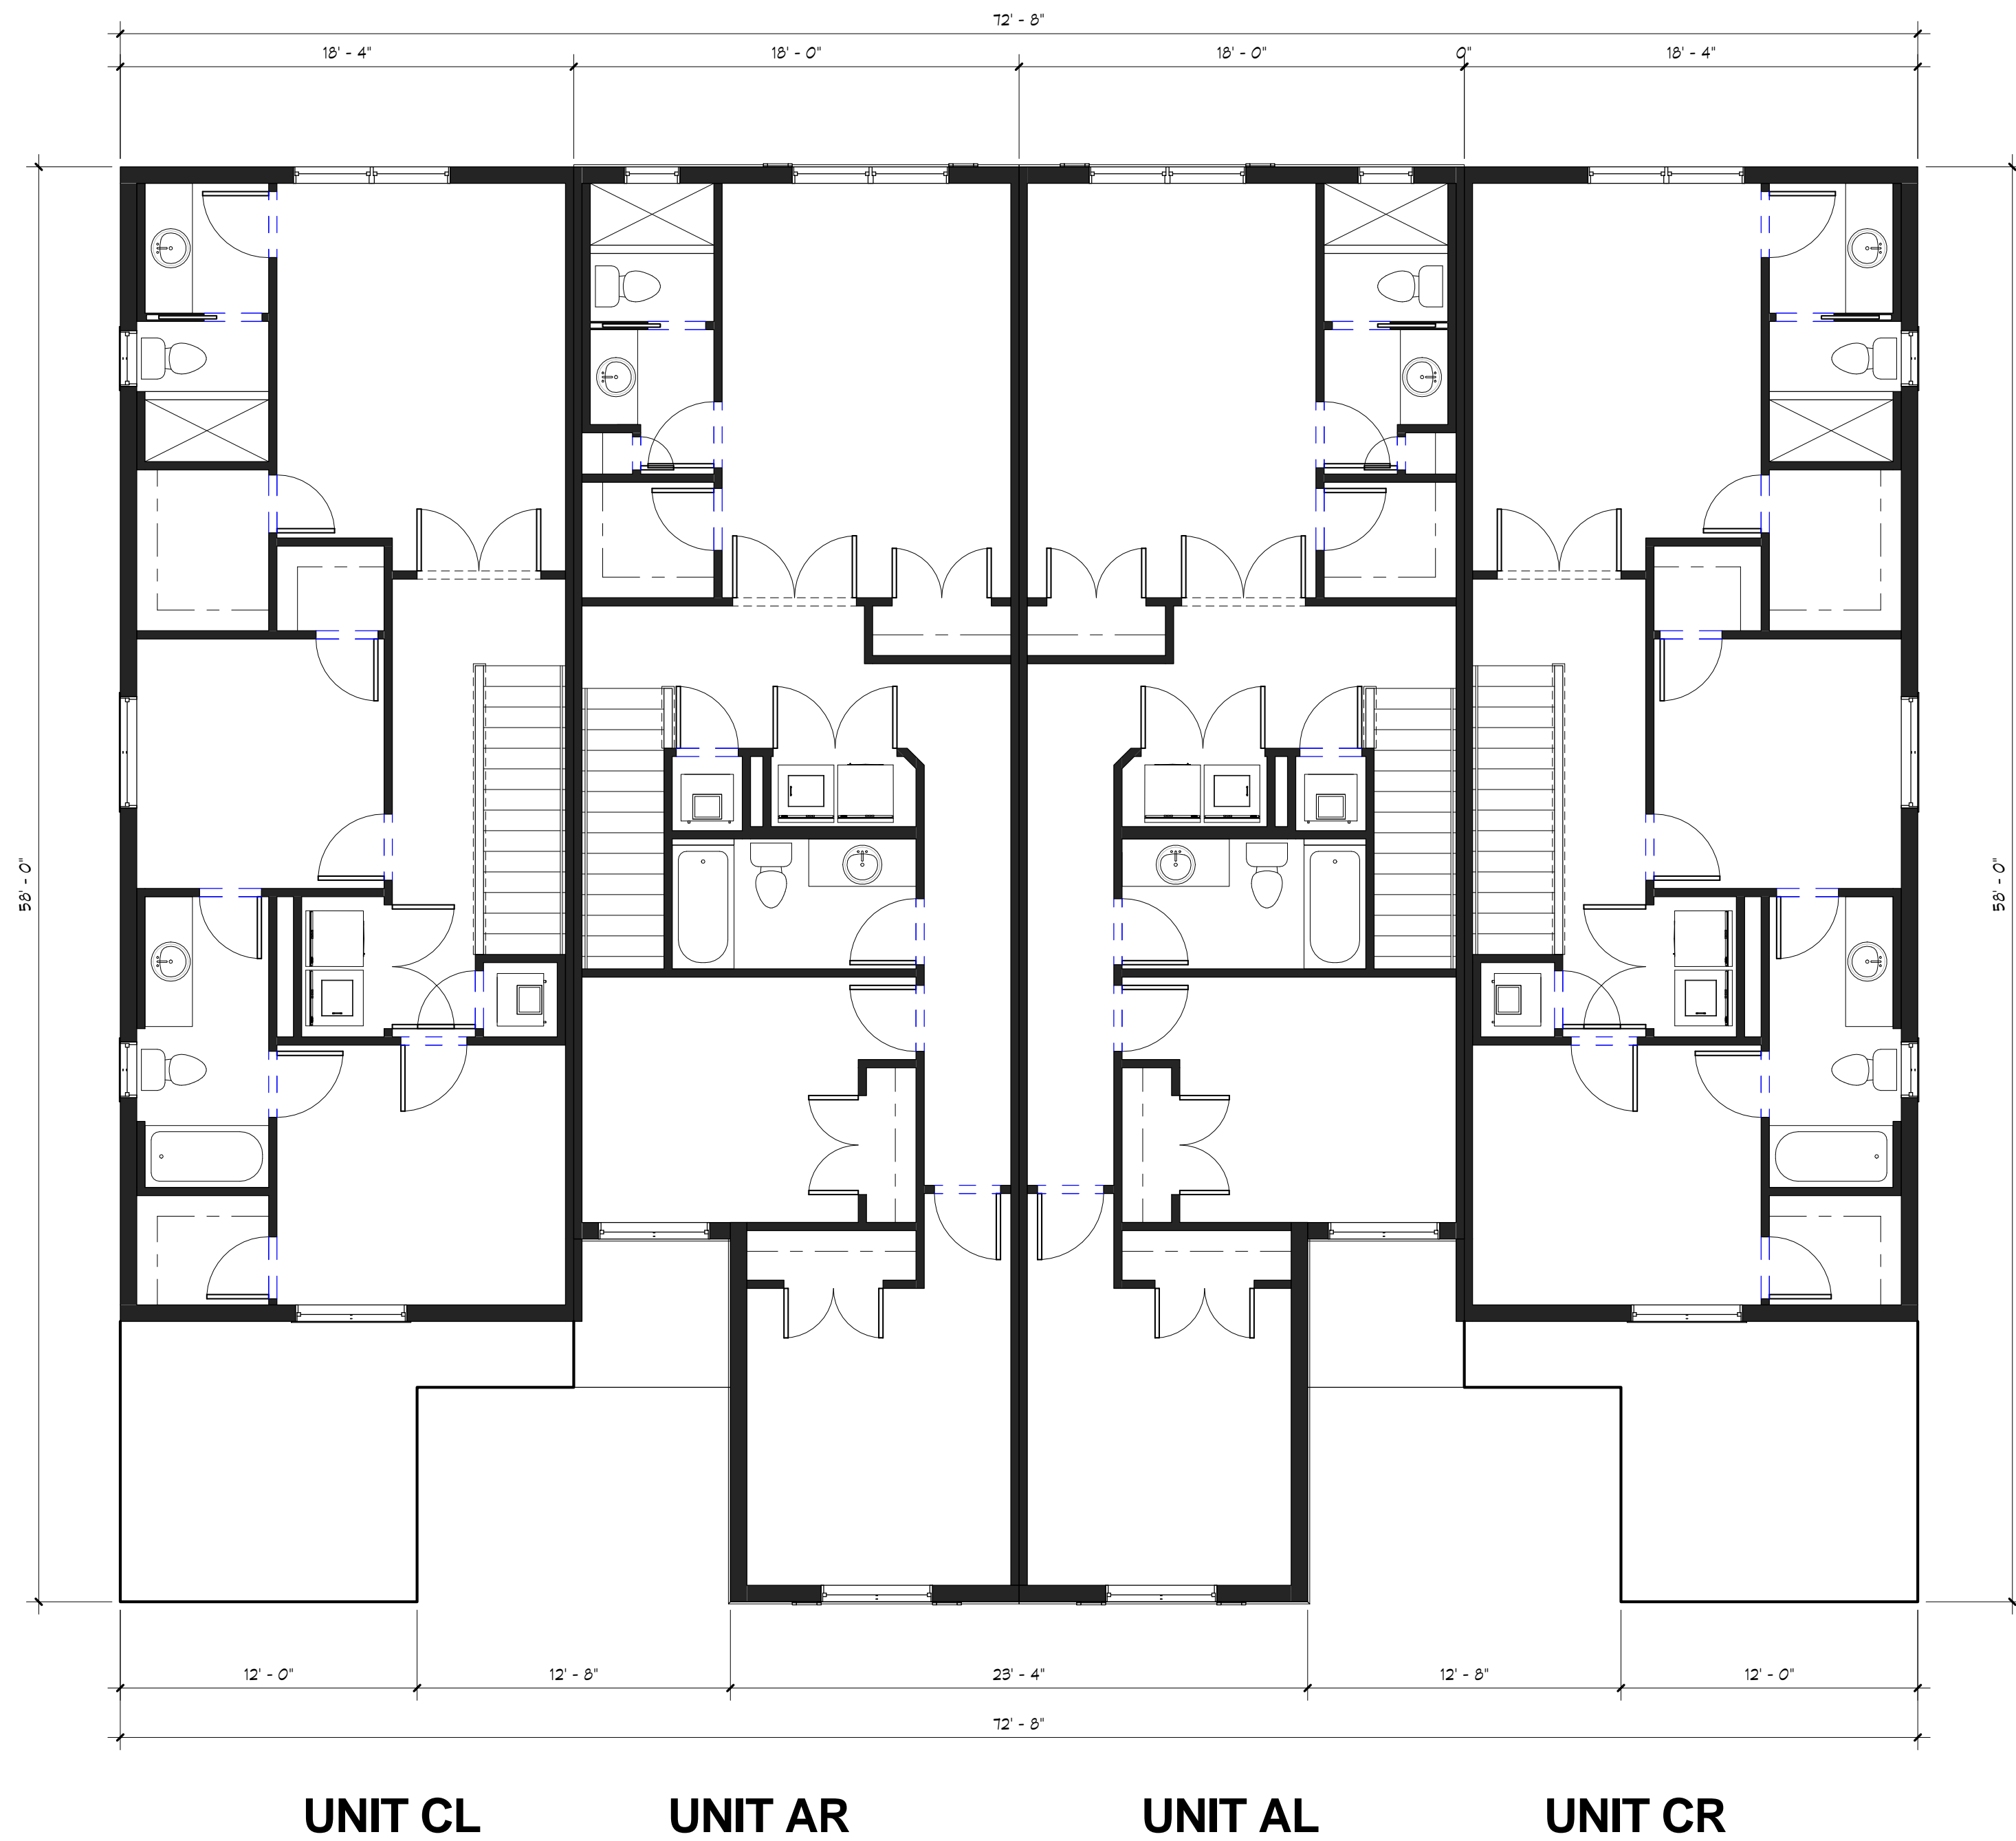 72' - 8"
18' - 4" 18' - 0" 18' - 0" 0" 18' - 4"
58' - 0" 58' - 0"
12' - 0" 12' - 8" 23' - 4" 12' - 8" 12' - 0"
72' - 8"
UNIT CL UNIT AR UNIT AL UNIT CR